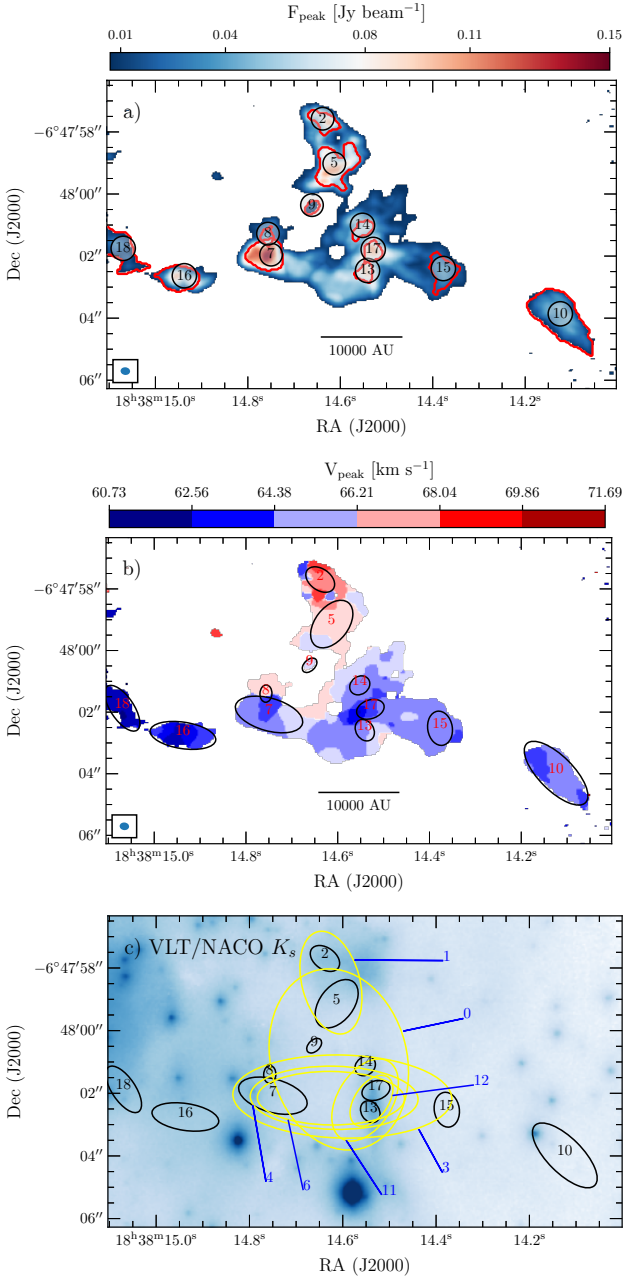 F_peak [Jy beam⁻¹]
0.01 0.04 0.08 0.11 0.15
a)
2
−6°47′58″
5
48′00″
9
14
8
18 7 17
02″ 13 15
16
10
04″
10000 AU
06″
18ʰ38ᵐ15.0ˢ 14.8ˢ 14.6ˢ 14.4ˢ 14.2ˢ
RA (J2000)
Dec (J2000)
V_peak [km s⁻¹]
60.73 62.56 64.38 66.21 68.04 69.86 71.69
b)
2
−6°47′58″
5
48′00″
9
14
8
18
02″ 15
16 13
10
04″
10000 AU
06″
18ʰ38ᵐ15.0ˢ 14.8ˢ 14.6ˢ 14.4ˢ 14.2ˢ
RA (J2000)
Dec (J2000)
c) VLT/NACO K_s
2 1
−6°47′58″
5
0
48′00″
9
14
8 12
18 7 17
02″ 13 15
16
10
04″
4 6 11 3
06″
18ʰ38ᵐ15.0ˢ 14.8ˢ 14.6ˢ 14.4ˢ 14.2ˢ
RA (J2000)
Dec (J2000)